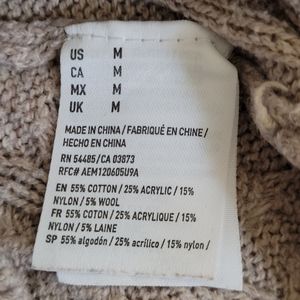 US M
CA M
MX M
UK M
MADE IN CHINA / FABRIQUÉ EN CHINE /
HECHO EN CHINA
RN 54485/CA 03873
RFC# AEM120605U9A
EN 55% COTTON / 25% ACRYLIC / 15%
NYLON / 5% WOOL
FR 55% COTON / 25% ACRYLIQUE / 15%
NYLON / 5% LAINE
SP 55% algodón / 25% acrílico / 15% nylon /